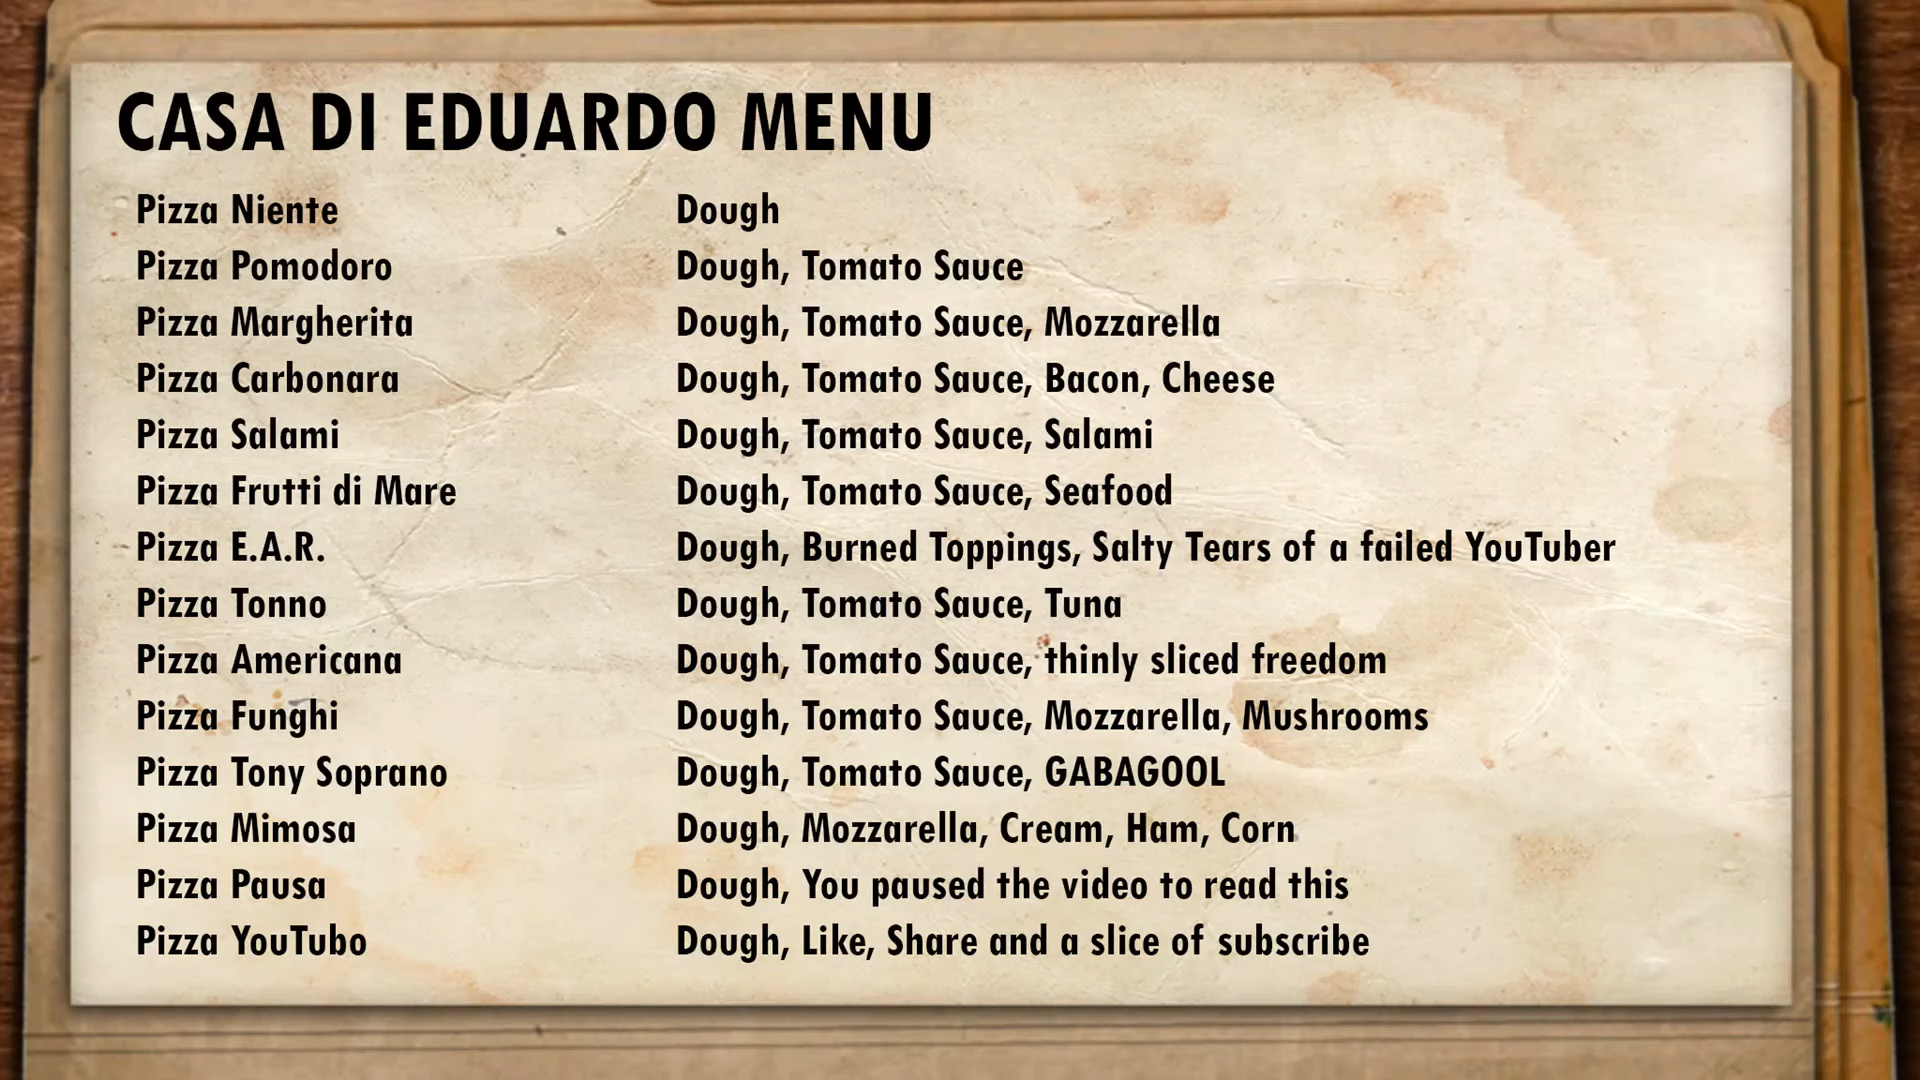 CASA DI EDUARDO MENU
Pizza Niente Dough
Pizza Pomodoro Dough, Tomato Sauce
Pizza Margherita Dough, Tomato Sauce, Mozzarella
Pizza Carbonara Dough, Tomato Sauce, Bacon, Cheese
Pizza Salami Dough, Tomato Sauce, Salami
Pizza Frutti di Mare Dough, Tomato Sauce, Seafood
Pizza E.A.R. Dough, Burned Toppings, Salty Tears of a failed YouTuber
Pizza Tonno Dough, Tomato Sauce, Tuna
Pizza Americana Dough, Tomato Sauce, thinly sliced freedom
Pizza Funghi Dough, Tomato Sauce, Mozzarella, Mushrooms
Pizza Tony Soprano Dough, Tomato Sauce, GABAGOOL
Pizza Mimosa Dough, Mozzarella, Cream, Ham, Corn
Pizza Pausa Dough, You paused the video to read this
Pizza YouTubo Dough, Like, Share and a slice of subscribe